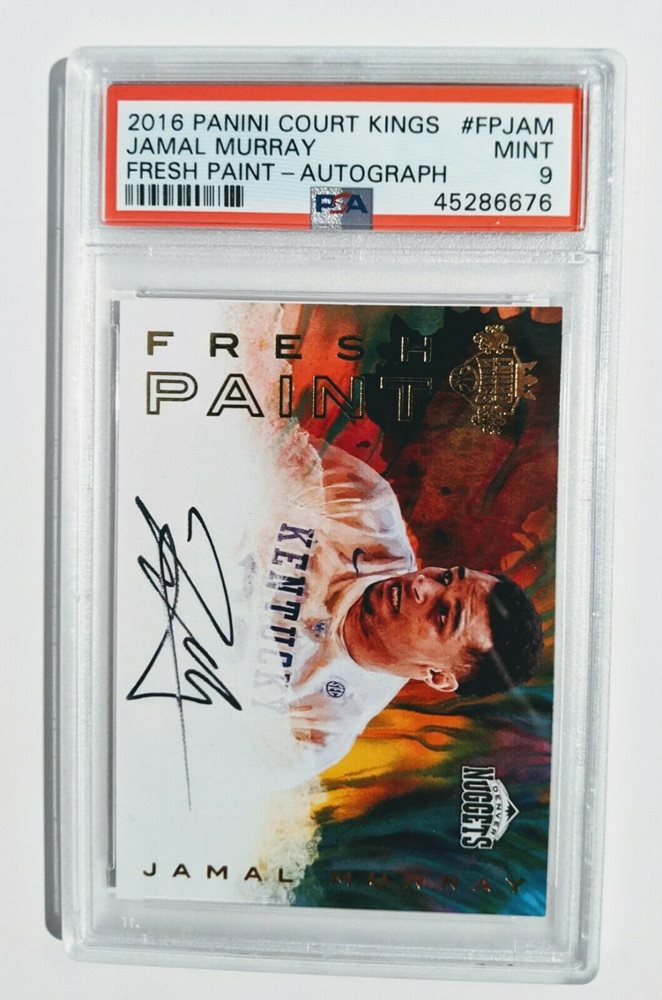 2016 PANINI COURT KINGS #FPJAM
JAMAL MURRAY MINT
FRESH PAINT – AUTOGRAPH 9
PSA 45286676
FRESH
PAINT
KENTUCKY
DENVER
NUGGETS
JAMAL MURRAY